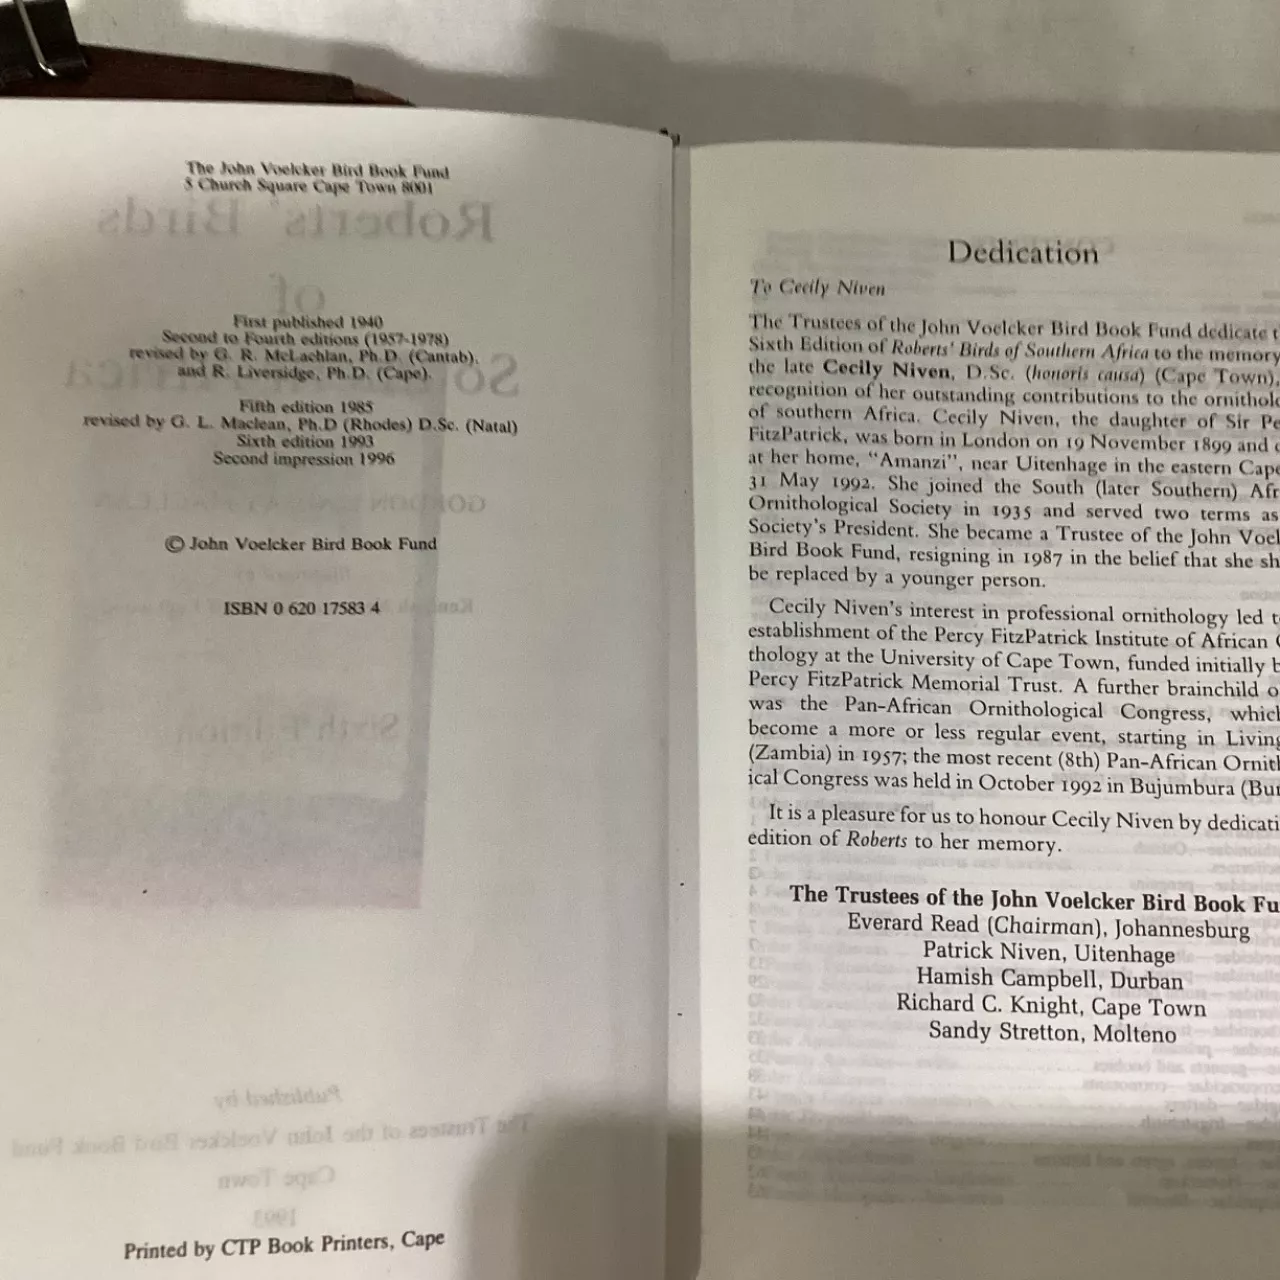 The John Voelcker Bird Book Fund
5 Church Square Cape Town 8001
First published 1940
Second to Fourth editions (1957-1978)
revised by G. R. McLachlan, Ph.D. (Cantab).
and R. Liversidge, Ph.D. (Cape).
Fifth edition 1985
revised by G. L. Maclean, Ph.D (Rhodes) D.Sc. (Natal)
Sixth edition 1993
Second impression 1996
© John Voelcker Bird Book Fund
ISBN 0 620 17583 4
Printed by CTP Book Printers, Cape
Dedication
To Cecily Niven
The Trustees of the John Voelcker Bird Book Fund dedicate
Sixth Edition of Roberts' Birds of Southern Africa to the memory
the late Cecily Niven, D.Sc. (honoris causa) (Cape Town),
recognition of her outstanding contributions to the
of southern Africa. Cecily Niven, the daughter of Sir
FitzPatrick, was born in London on 19 November 1899 and
at her home, “Amanzi”, near Uitenhage in the eastern Cape
31 May 1992. She joined the South (later Southern)
Ornithological Society in 1935 and served two terms as
Society's President. She became a Trustee of the John
Bird Book Fund, resigning in 1987 in the belief that she
be replaced by a younger person.
Cecily Niven's interest in professional ornithology led
establishment of the Percy FitzPatrick Institute of African
thology at the University of Cape Town, funded initially
Percy FitzPatrick Memorial Trust. A further brainchild
was the Pan-African Ornithological Congress, which
become a more or less regular event, starting in
(Zambia) in 1957; the most recent (8th) Pan-African
ical Congress was held in October 1992 in Bujumbura
It is a pleasure for us to honour Cecily Niven by
edition of Roberts to her memory.
The Trustees of the John Voelcker Bird Book
Everard Read (Chairman), Johannesburg
Patrick Niven, Uitenhage
Hamish Campbell, Durban
Richard C. Knight, Cape Town
Sandy Stretton, Molteno